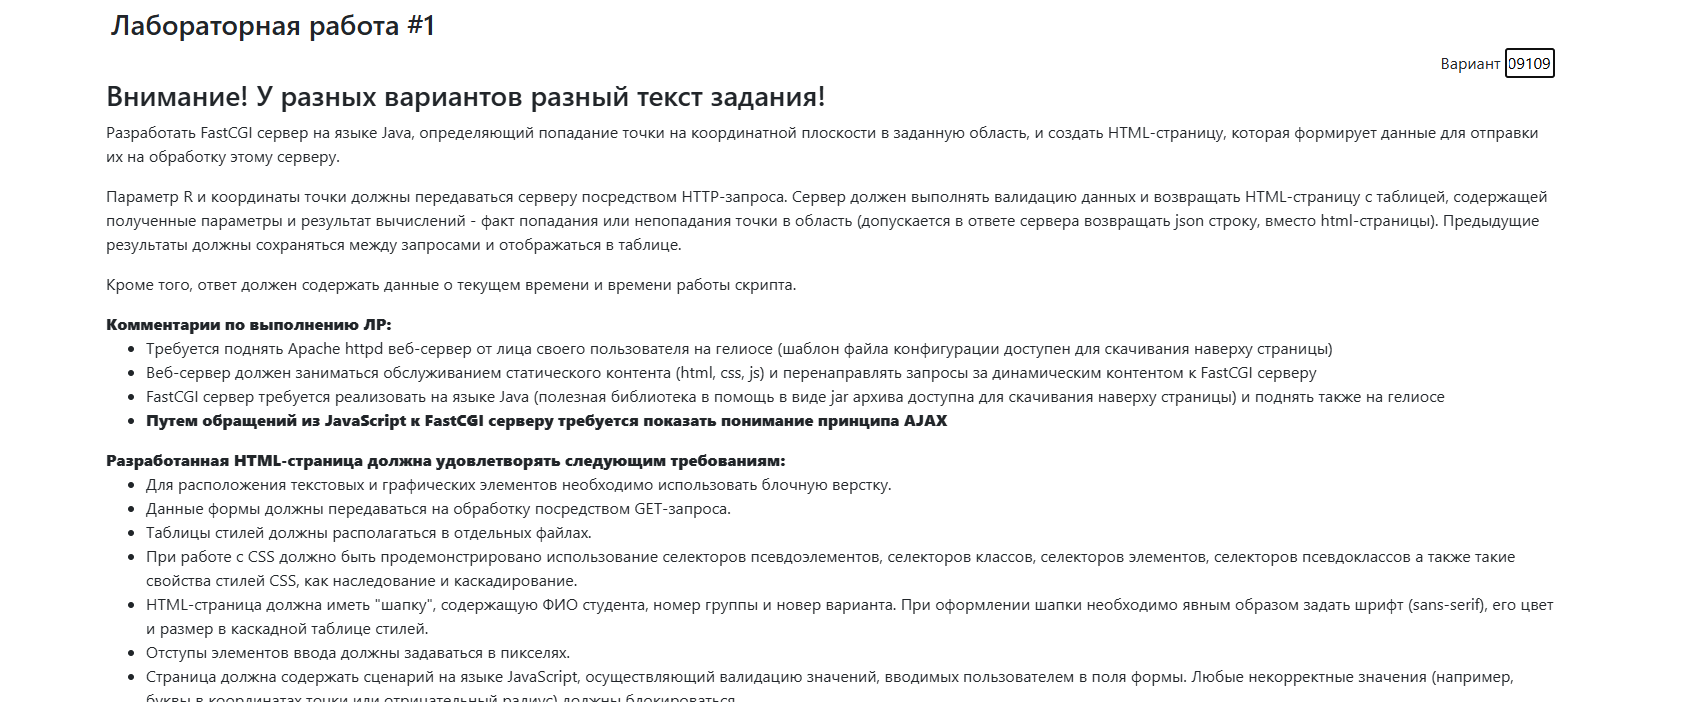 Лабораторная работа #1
Вариант 09109
Внимание! У разных вариантов разный текст задания!
Разработать FastCGI сервер на языке Java, определяющий попадание точки на координатной плоскости в заданную область, и создать HTML-страницу, которая формирует данные для отправки
их на обработку этому серверу.
Параметр R и координаты точки должны передаваться серверу посредством HTTP-запроса. Сервер должен выполнять валидацию данных и возвращать HTML-страницу с таблицей, содержащей
полученные параметры и результат вычислений - факт попадания или непопадания точки в область (допускается в ответе сервера возвращать json строку, вместо html-страницы). Предыдущие
результаты должны сохраняться между запросами и отображаться в таблице.
Кроме того, ответ должен содержать данные о текущем времени и времени работы скрипта.
Комментарии по выполнению ЛР:
• Требуется поднять Apache httpd веб-сервер от лица своего пользователя на гелиосе (шаблон файла конфигурации доступен для скачивания наверху страницы)
• Веб-сервер должен заниматься обслуживанием статического контента (html, css, js) и перенаправлять запросы за динамическим контентом к FastCGI серверу
• FastCGI сервер требуется реализовать на языке Java (полезная библиотека в помощь в виде jar архива доступна для скачивания наверху страницы) и поднять также на гелиосе
• Путем обращений из JavaScript к FastCGI серверу требуется показать понимание принципа AJAX
Разработанная HTML-страница должна удовлетворять следующим требованиям:
• Для расположения текстовых и графических элементов необходимо использовать блочную верстку.
• Данные формы должны передаваться на обработку посредством GET-запроса.
• Таблицы стилей должны располагаться в отдельных файлах.
• При работе с CSS должно быть продемонстрировано использование селекторов псевдоэлементов, селекторов классов, селекторов элементов, селекторов псевдоклассов а также такие
свойства стилей CSS, как наследование и каскадирование.
• HTML-страница должна иметь "шапку", содержащую ФИО студента, номер группы и новер варианта. При оформлении шапки необходимо явным образом задать шрифт (sans-serif), его цвет
и размер в каскадной таблице стилей.
• Отступы элементов ввода должны задаваться в пикселях.
• Страница должна содержать сценарий на языке JavaScript, осуществляющий валидацию значений, вводимых пользователем в поля формы. Любые некорректные значения (например,
буквы в координатах точки или отрицательный радиус) должны блокироваться.